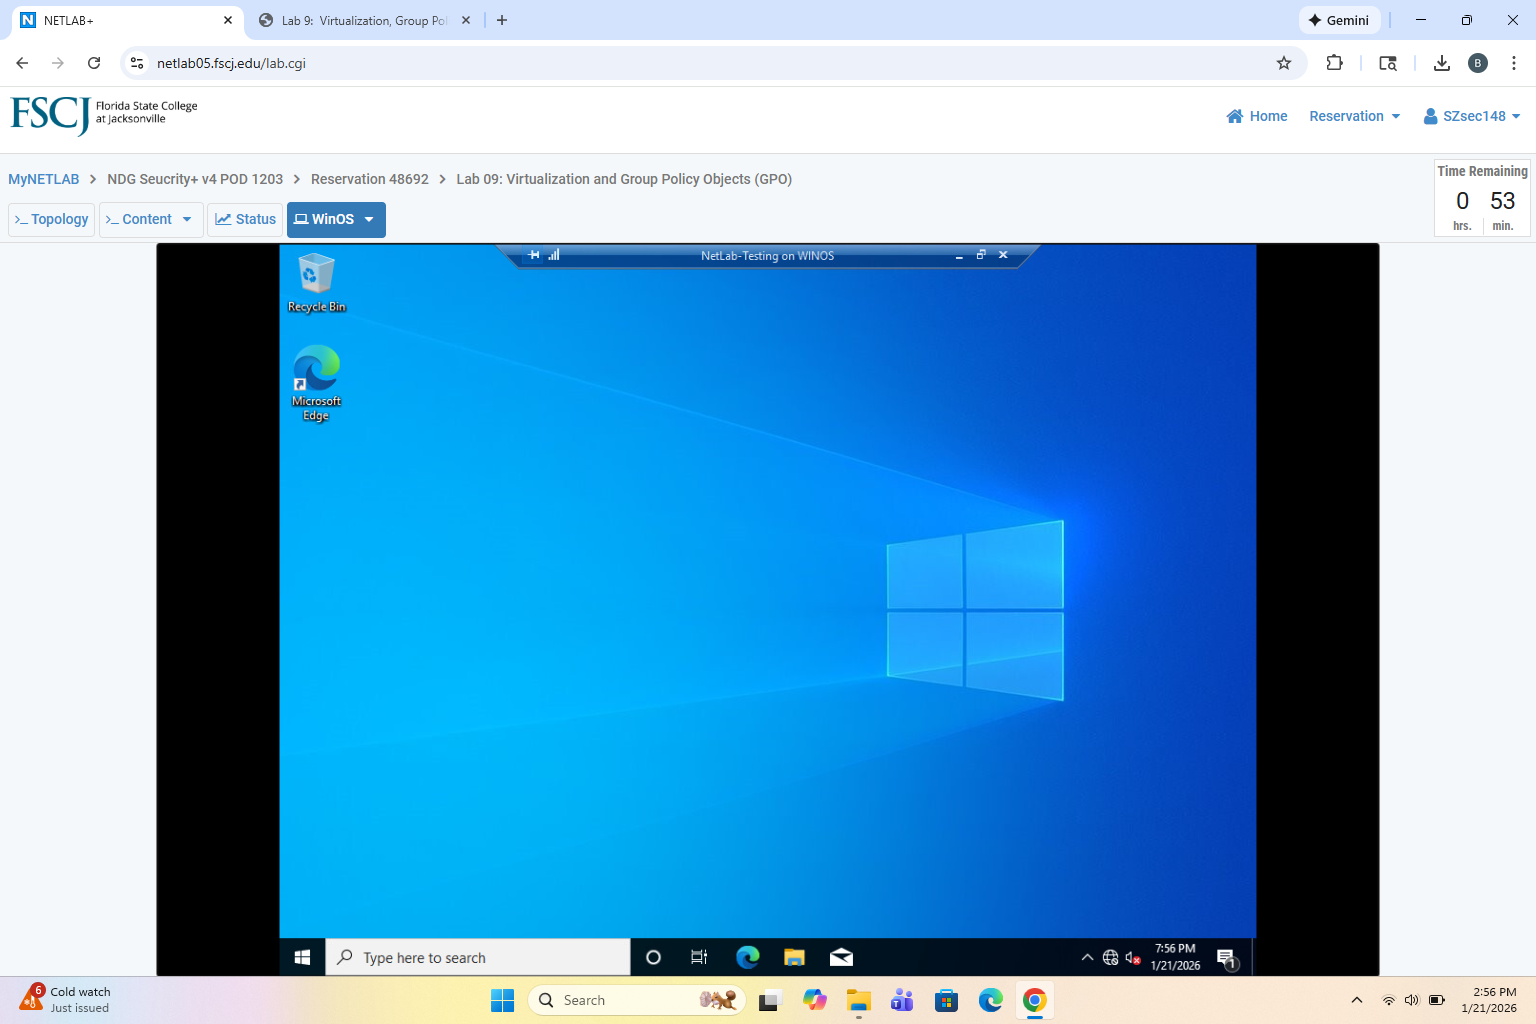 NETLAB+
Lab 9: Virtualization, Group Pol
Gemini
netlab05.fscj.edu/lab.cgi
B
FSCJ
Florida State College
at Jacksonville
Home
Reservation
SZsec148
MyNETLAB > NDG Seucrity+ v4 POD 1203 > Reservation 48692 > Lab 09: Virtualization and Group Policy Objects (GPO)
Time Remaining
0 53
hrs. min.
Topology
Content
Status
WinOS
NetLab-Testing on WINOS
Recycle Bin
Microsoft
Edge
Type here to search
7:56 PM
1/21/2026
1
6
Cold watch
Just issued
Search
2:56 PM
1/21/2026